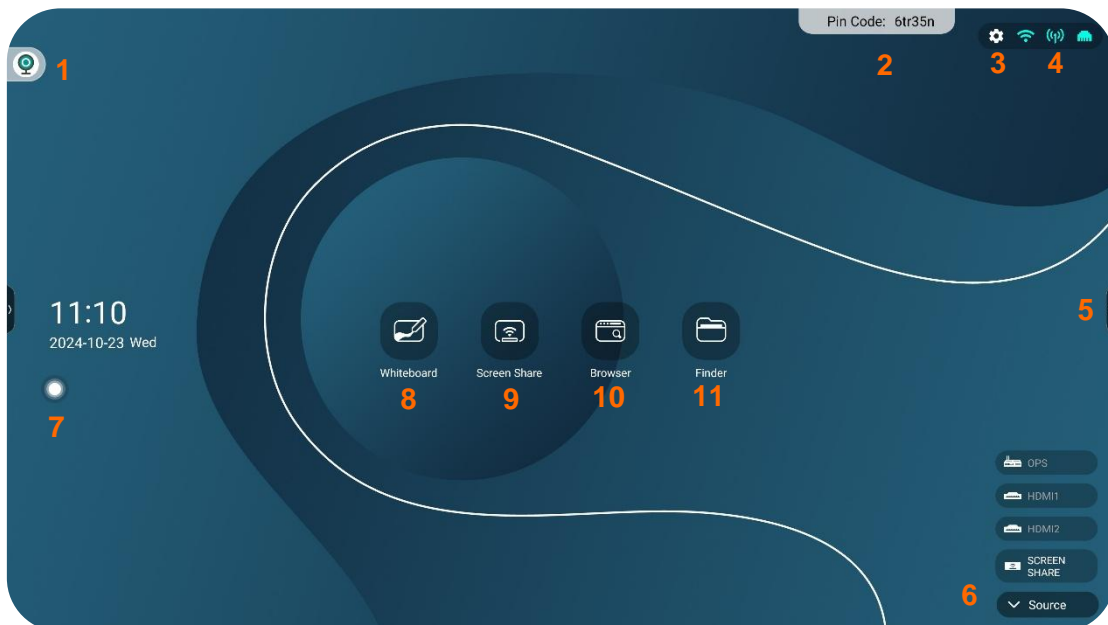 Pin Code: 6tr35n
1
2
3
4
11:10
2024-10-23 Wed
5
Whiteboard
Screen Share
Browser
Finder
7
8
9
10
11
OPS
HDMI1
HDMI2
SCREEN
SHARE
6
Source